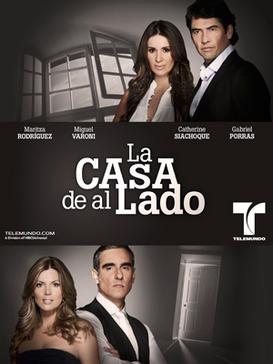 Maritza RODRÍGUEZ
Miguel VARONI
Catherine SIACHOQUE
Gabriel PORRAS
La
CASA
de al Lado
TELEMUNDO.COM
A Division of NBCUniversal
TELEMUNDO